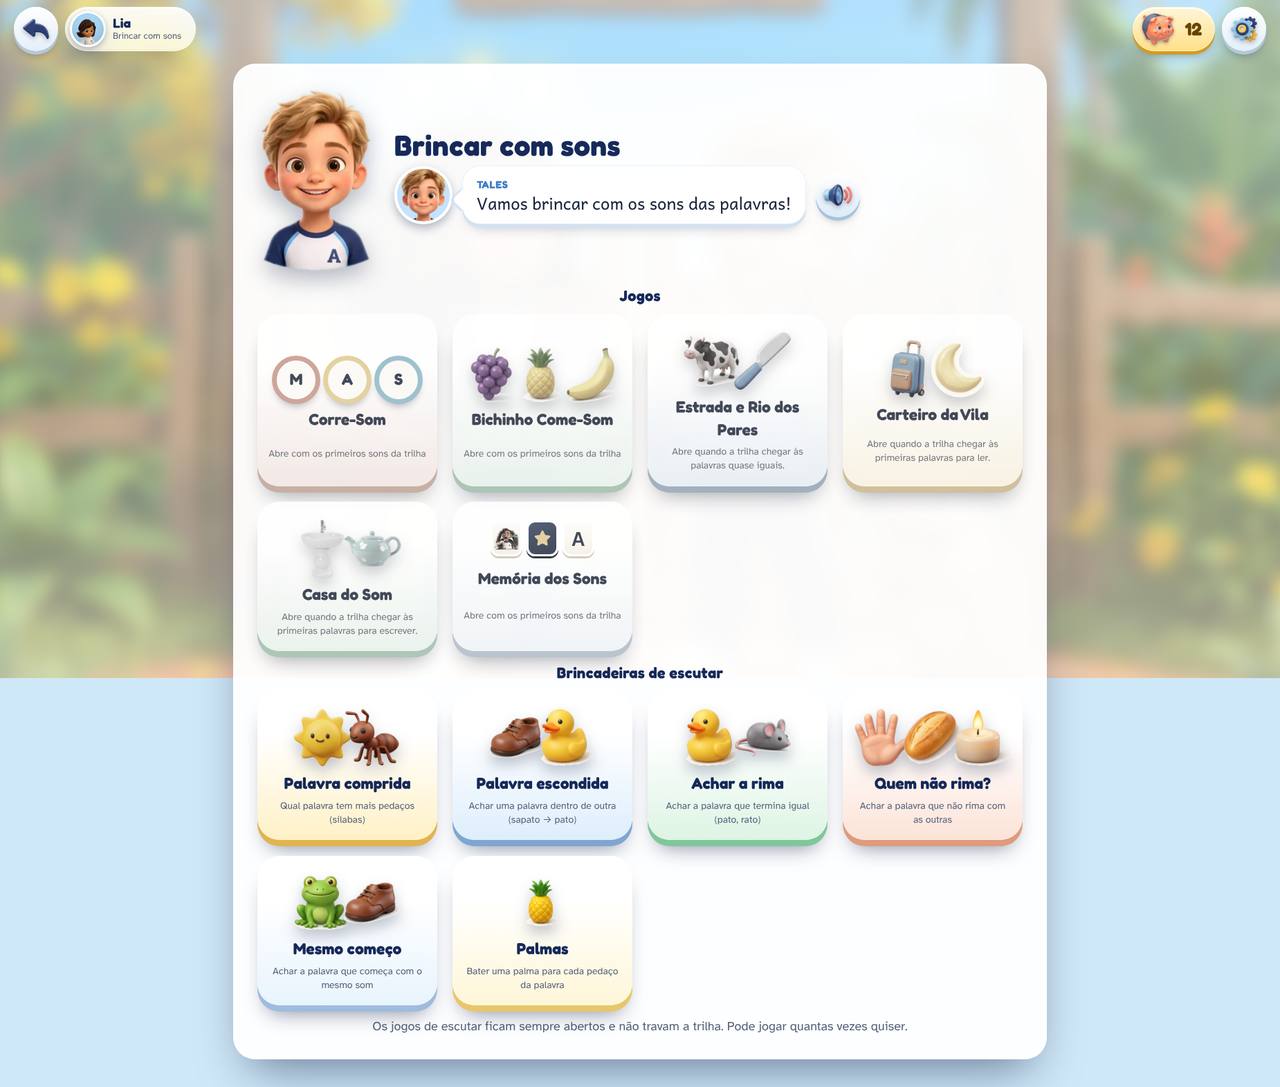 Lia
Brincar com sons
12
Brincar com sons
TALES
Vamos brincar com os sons das palavras!
A
Jogos
M A S
Corre-Som
Abre com os primeiros sons da trilha
Bichinho Come-Som
Abre com os primeiros sons da trilha
Estrada e Rio dos
Pares
Abre quando a trilha chegar às
palavras quase iguais.
Carteiro da Vila
Abre quando a trilha chegar às
primeiras palavras para ler.
Casa do Som
Abre quando a trilha chegar às
primeiras palavras para escrever.
A
Memória dos Sons
Abre com os primeiros sons da trilha
Brincadeiras de escutar
Palavra comprida
Qual palavra tem mais pedaços
(sílabas)
Palavra escondida
Achar uma palavra dentro de outra
(sapato → pato)
Achar a rima
Achar a palavra que termina igual
(pato, rato)
Quem não rima?
Achar a palavra que não rima com
as outras
Mesmo começo
Achar a palavra que começa com o
mesmo som
Palmas
Bater uma palma para cada pedaço
da palavra
Os jogos de escutar ficam sempre abertos e não travam a trilha. Pode jogar quantas vezes quiser.